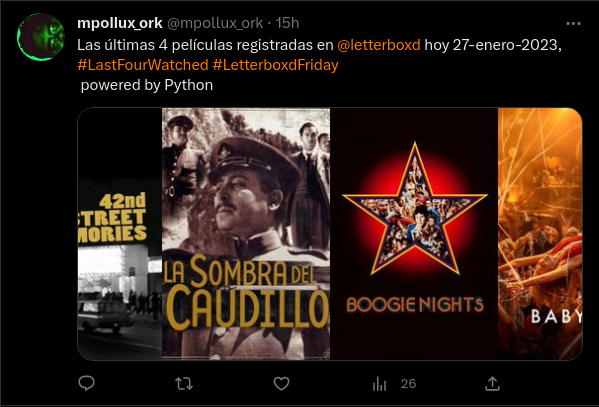 mpollux_ork @mpollux_ork · 15h
Las últimas 4 películas registradas en @letterboxd hoy 27-enero-2023,
#LastFourWatched #LetterboxdFriday
powered by Python
42nd
STREET
MORIES
LA SOMBRA DEL
CAUDILLO
BOOGIE NIGHTS
BABY
26